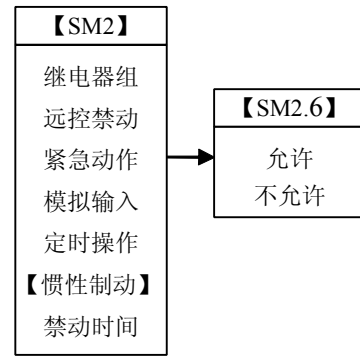 【SM2】
继电器组
远控禁动
紧急动作
模拟输入
定时操作
【惯性制动】
禁动时间
【SM2.6】
允许
不允许